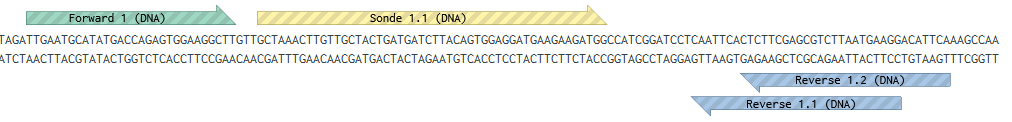 Forward 1 (DNA) Sonde 1.1 (DNA)
TAGATTGAATGCATATGACCAGAGTGGAAGGCTTGTTGCTAAACTTGTTGCTACTGATGATCTTACAGTGGAGGATGAAGAAGATGGCCATCGGATCCTCAATTCACTCTTCGAGCGTCTTAATGAAGGACATTCAAAGCCAA
ATCTAACTTACGTATACTGGTCTCACCTTCCGAACAACGATTTGAACAACGATGACTACTAGAATGTCACCTCCTACTTCTTCTACCGGTAGCCTAGGAGTTAAGTGAGAAGCTCGCAGAATTACTTCCTGTAAGTTTCGGTT
Reverse 1.2 (DNA)
Reverse 1.1 (DNA)